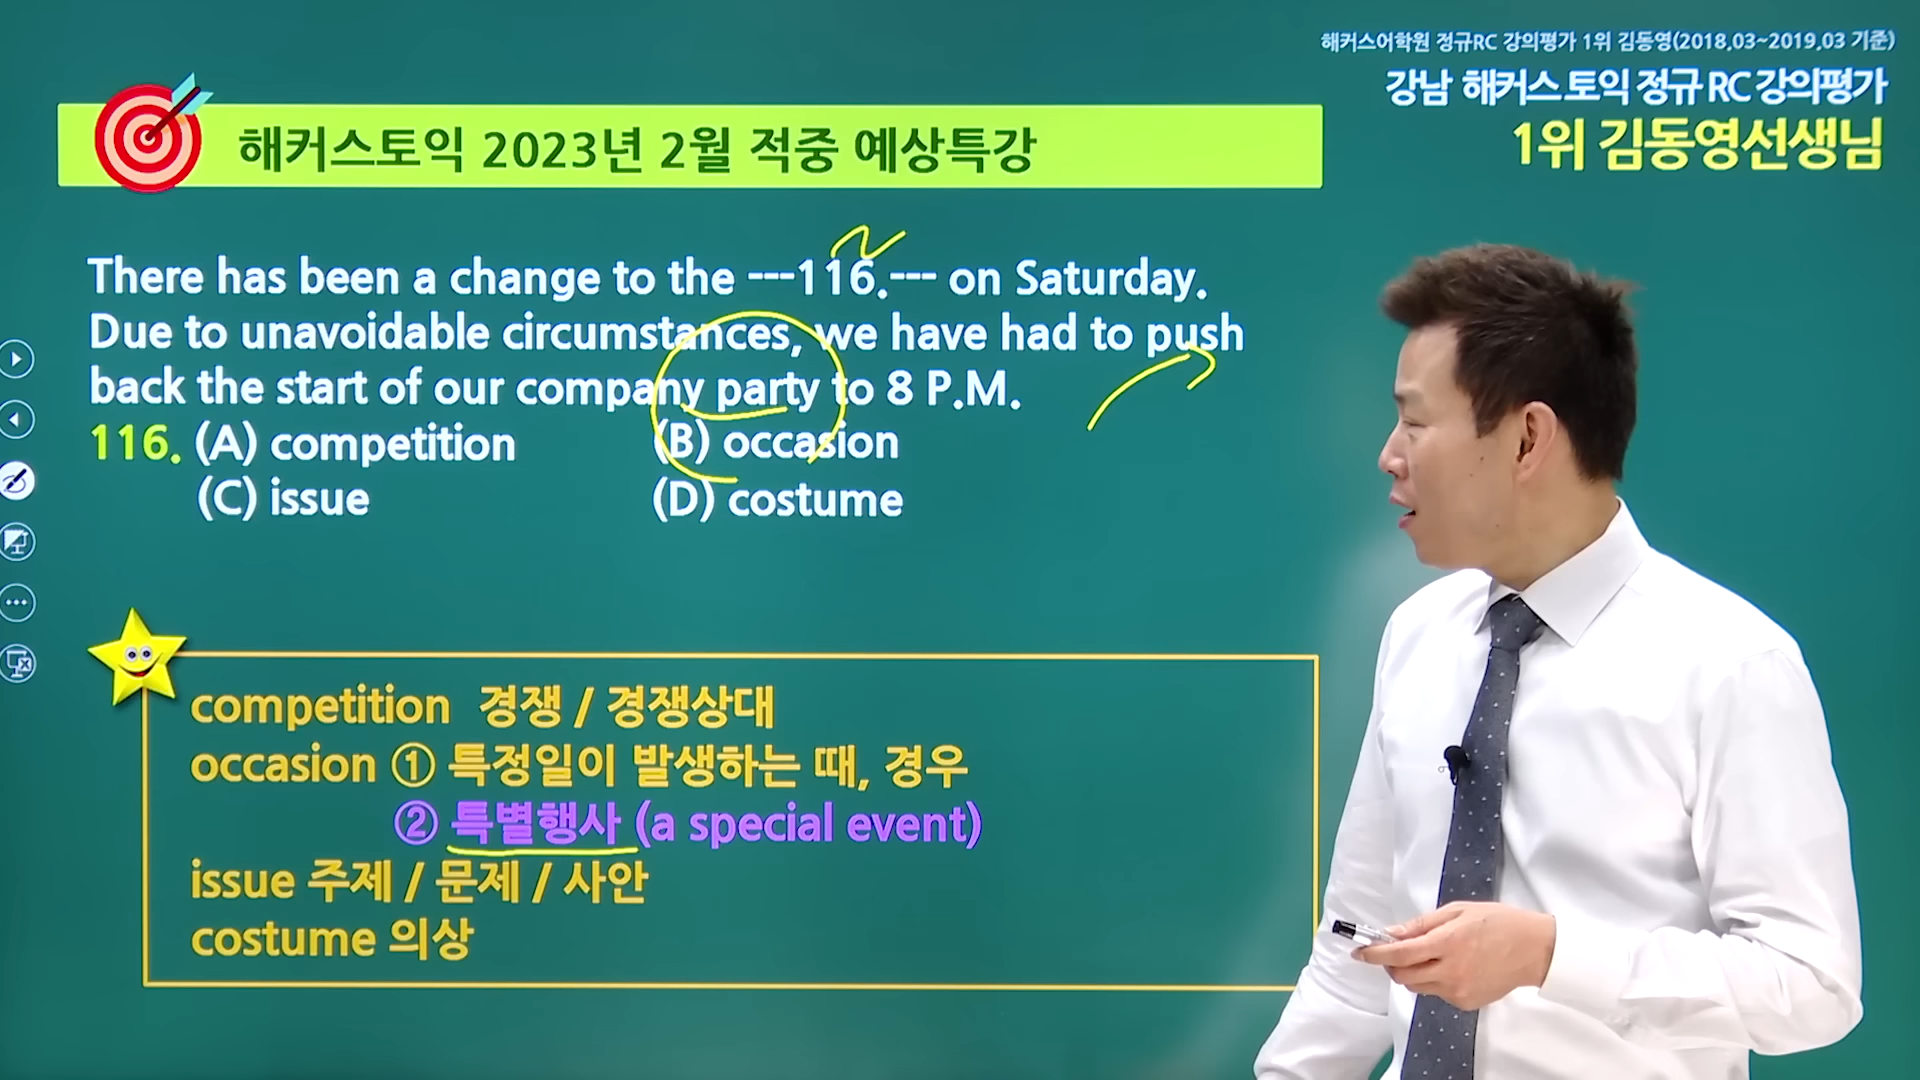 해커스어학원 정규RC 강의평가 1위 김동영(2018.03~2019.03 기준)
강남 해커스 토익 정규 RC 강의평가
1위 김동영선생님
해커스토익 2023년 2월 적중 예상특강
There has been a change to the ---116.--- on Saturday.
Due to unavoidable circumstances, we have had to push
back the start of our company party to 8 P.M.
116. (A) competition (B) occasion
(C) issue (D) costume
competition 경쟁 / 경쟁상대
occasion ① 특정일이 발생하는 때, 경우
② 특별행사 (a special event)
issue 주제 / 문제 / 사안
costume 의상